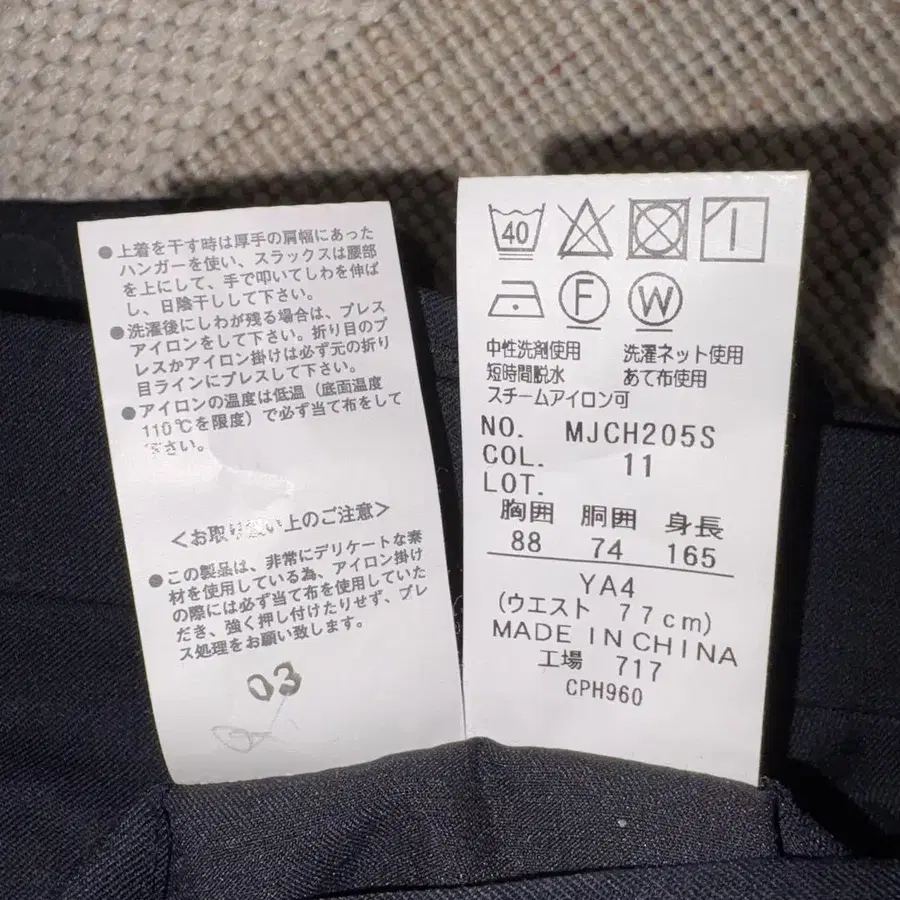 ●上着を干す時は厚手の肩幅にあった
ハンガーを使い、スラックスは腰部
を上にして、手で叩いてしわを伸ば
し、日陰干しして下さい。
●洗濯後にしわが残る場合は、プレス
アイロンをして下さい。折り目のプ
レスかアイロン掛けは必ず元の折り
目ラインにプレスして下さい。
●アイロンの温度は低温（底面温度
110℃を限度）で必ず当て布をして
下さい。
＜お取り扱い上のご注意＞
●この製品は、非常にデリケートな素
材を使用している為、アイロン掛け
の際には必ず当て布を使用していた
だき、強く押し付けたりせず、プレ
ス処理をお願い致します。
03
40
F W
中性洗剤使用 洗濯ネット使用
短時間脱水 あて布使用
スチームアイロン可
NO. MJCH205S
COL. 11
LOT.
胸囲 胴囲 身長
88 74 165
YA4
(ウエスト 77cm)
MADE IN CHINA
工場 717
CPH960